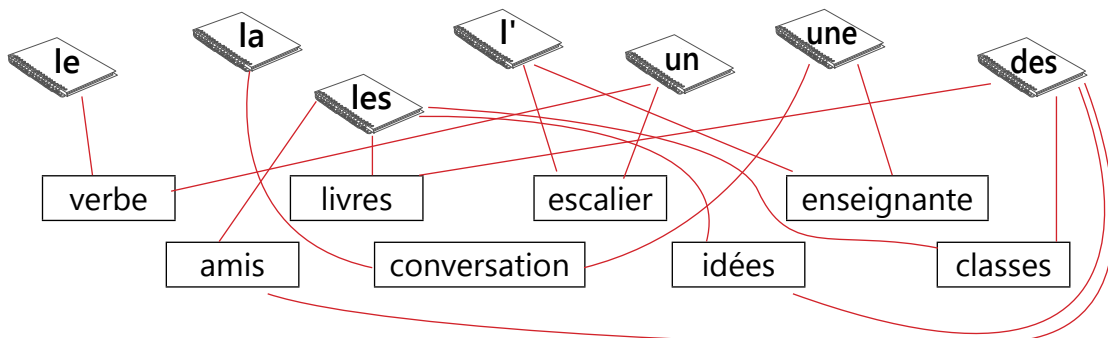 le la l' un une des
les
verbe livres escalier enseignante
amis conversation idées classes